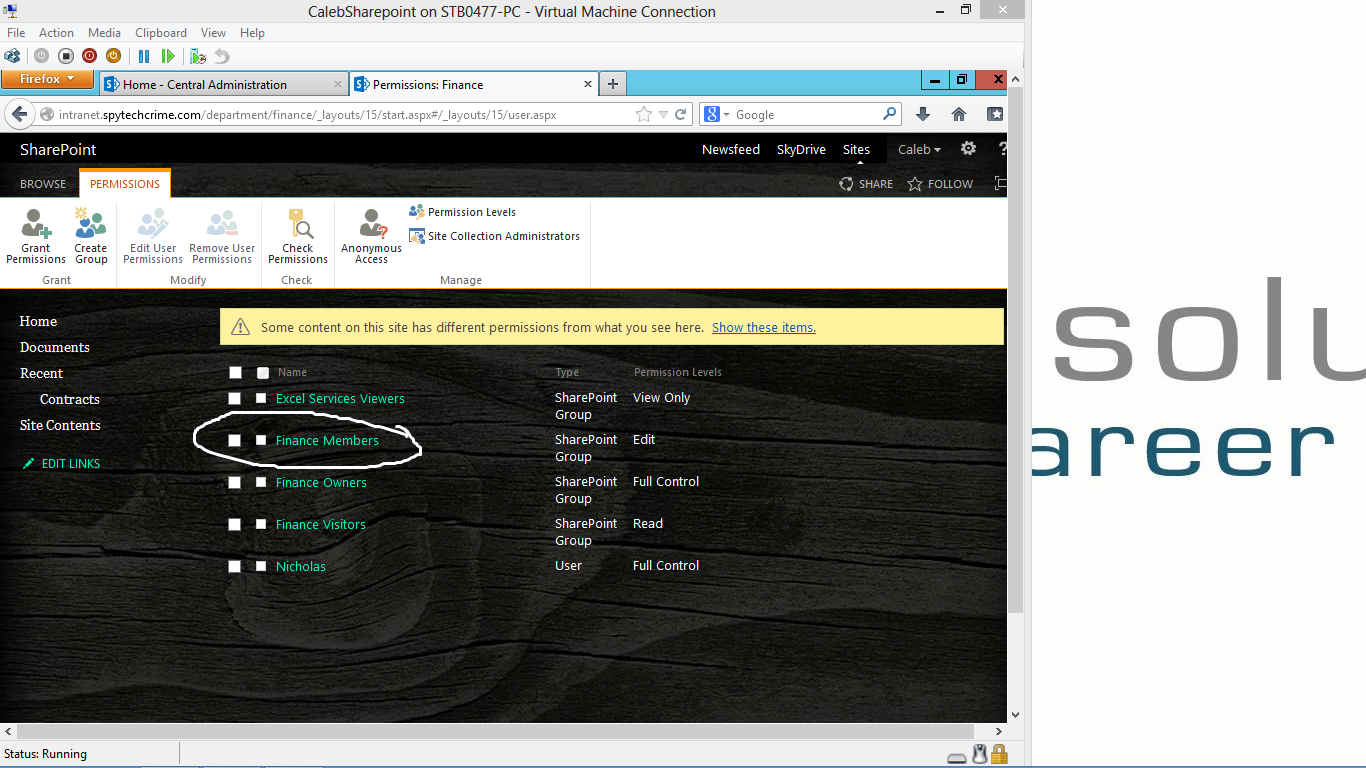 CalebSharepoint on STB0477-PC - Virtual Machine Connection
File Action Media Clipboard View Help
Firefox
Home - Central Administration
Permissions: Finance
intranet.spytechcrime.com/department/finance/_layouts/15/start.aspx#/_layouts/15/user.aspx
Google
SharePoint
Newsfeed SkyDrive Sites Caleb ?
BROWSE PERMISSIONS
SHARE FOLLOW
Grant Permissions
Create Group
Edit User Permissions
Remove User Permissions
Check Permissions
Anonymous Access
Permission Levels
Site Collection Administrators
Grant Modify Check Manage
Home
Documents
Recent
Contracts
Site Contents
EDIT LINKS
Some content on this site has different permissions from what you see here. Show these items.
Name Type Permission Levels
Excel Services Viewers SharePoint Group View Only
Finance Members SharePoint Group Edit
Finance Owners SharePoint Group Full Control
Finance Visitors SharePoint Group Read
Nicholas User Full Control
Status: Running
solu
areer